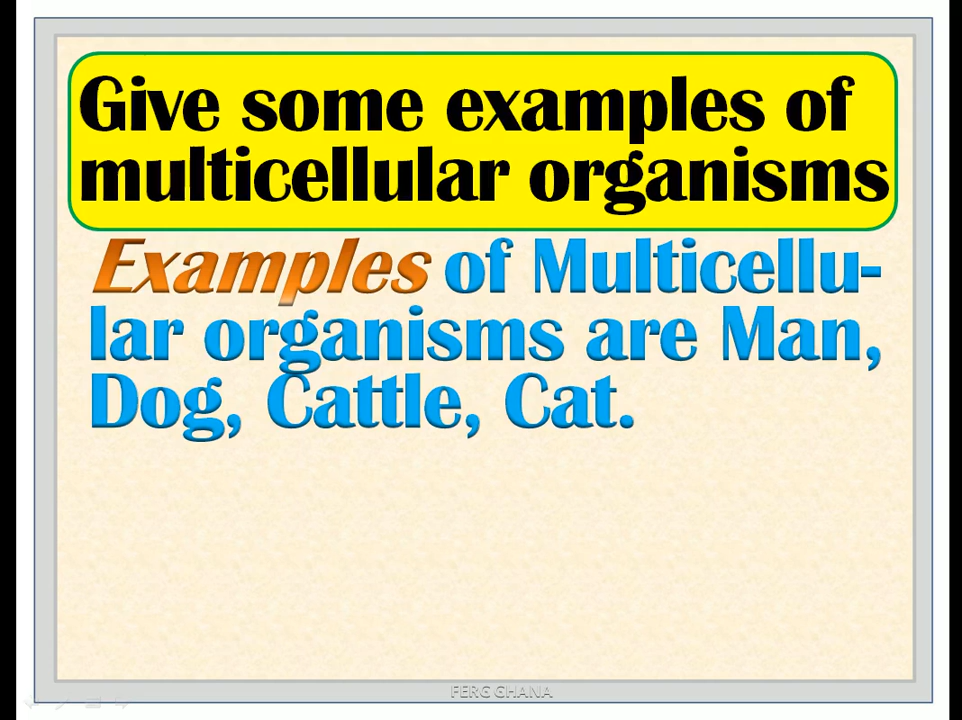 Give some examples of
multicellular organisms
Examples of Multicellu-
lar organisms are Man,
Dog, Cattle, Cat.
FERG GHANA